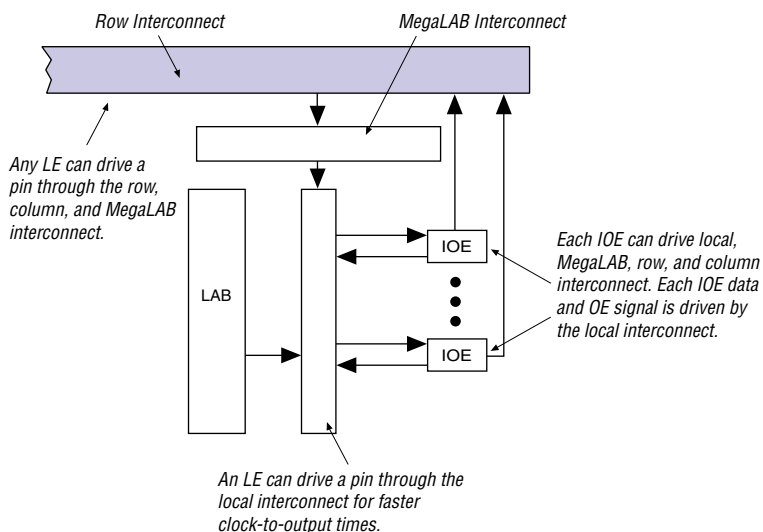 Row Interconnect
MegaLAB Interconnect
Any LE can drive a
pin through the row,
column, and MegaLAB
interconnect.
LAB
IOE
IOE
Each IOE can drive local,
MegaLAB, row, and column
interconnect. Each IOE data
and OE signal is driven by
the local interconnect.
An LE can drive a pin through the
local interconnect for faster
clock-to-output times.